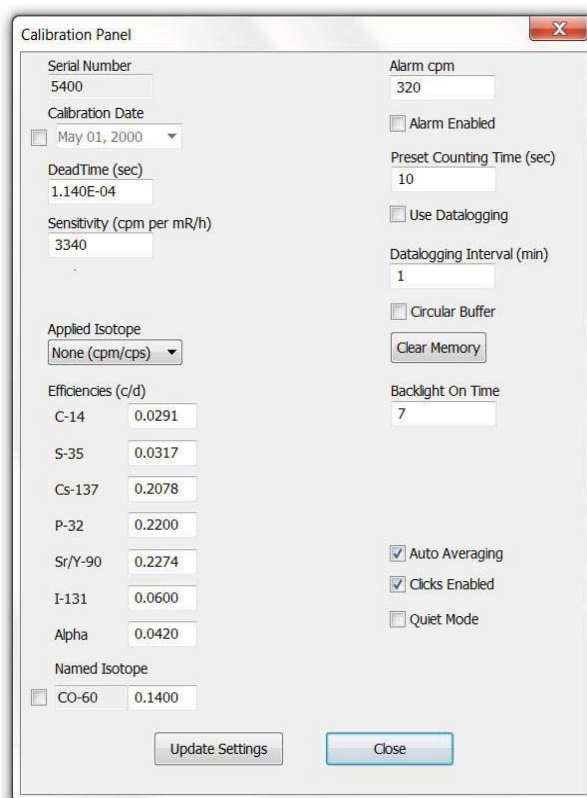 Calibration Panel
X
Serial Number
5400
Calibration Date
May 01, 2000
DeadTime (sec)
1.140E-04
Sensitivity (cpm per mR/h)
3340
Applied Isotope
None (cpm/cps)
Efficiencies (c/d)
C-14 0.0291
S-35 0.0317
Cs-137 0.2078
P-32 0.2200
Sr/Y-90 0.2274
I-131 0.0600
Alpha 0.0420
Named Isotope
CO-60 0.1400
Alarm cpm
320
Alarm Enabled
Preset Counting Time (sec)
10
Use Datalogging
Datalogging Interval (min)
1
Circular Buffer
Clear Memory
Backlight On Time
7
Auto Averaging
Clicks Enabled
Quiet Mode
Update Settings
Close